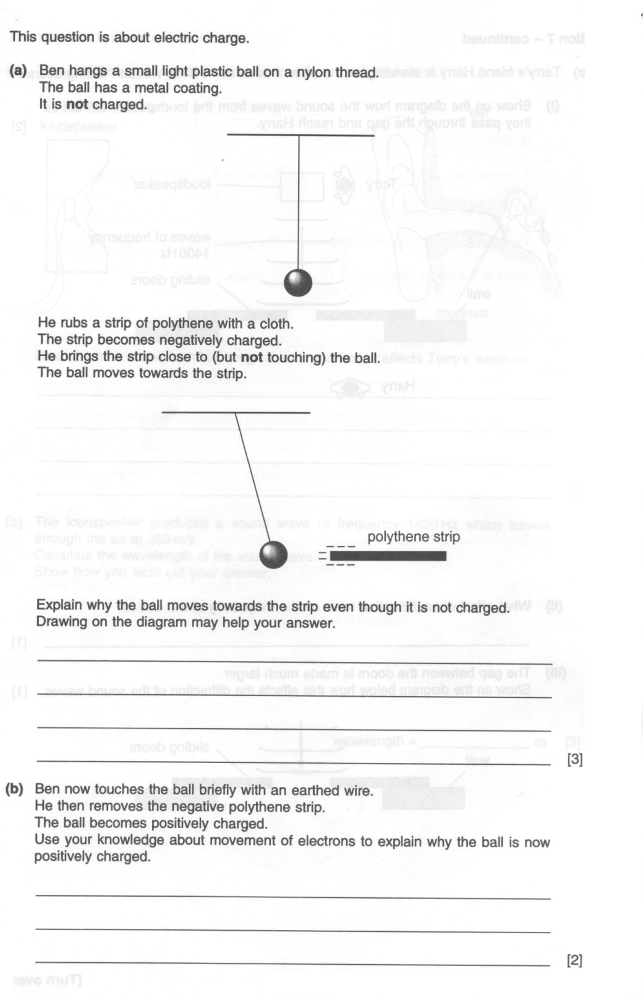 This question is about electric charge.
(a) Ben hangs a small light plastic ball on a nylon thread.
The ball has a metal coating.
It is not charged.
He rubs a strip of polythene with a cloth.
The strip becomes negatively charged.
He brings the strip close to (but not touching) the ball.
The ball moves towards the strip.
polythene strip
Explain why the ball moves towards the strip even though it is not charged.
Drawing on the diagram may help your answer.
[3]
(b) Ben now touches the ball briefly with an earthed wire.
He then removes the negative polythene strip.
The ball becomes positively charged.
Use your knowledge about movement of electrons to explain why the ball is now
positively charged.
[2]